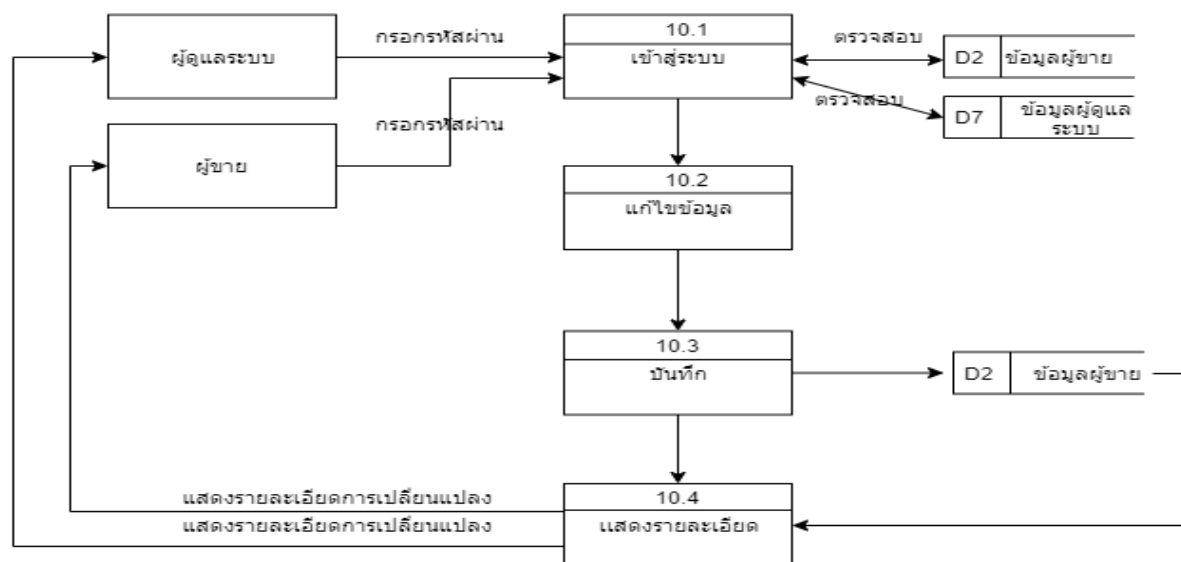 ผู้ดูแลระบบ
กรอกรหัสผ่าน
10.1
เข้าสู่ระบบ
ตรวจสอบ
D2
ข้อมูลผู้ขาย
ตรวจสอบ
D7
ข้อมูลผู้ดูแล
ระบบ
กรอกรหัสผ่าน
ผู้ขาย
10.2
แก้ไขข้อมูล
10.3
บันทึก
D2
ข้อมูลผู้ขาย
แสดงรายละเอียดการเปลี่ยนแปลง
แสดงรายละเอียดการเปลี่ยนแปลง
10.4
แสดงรายละเอียด